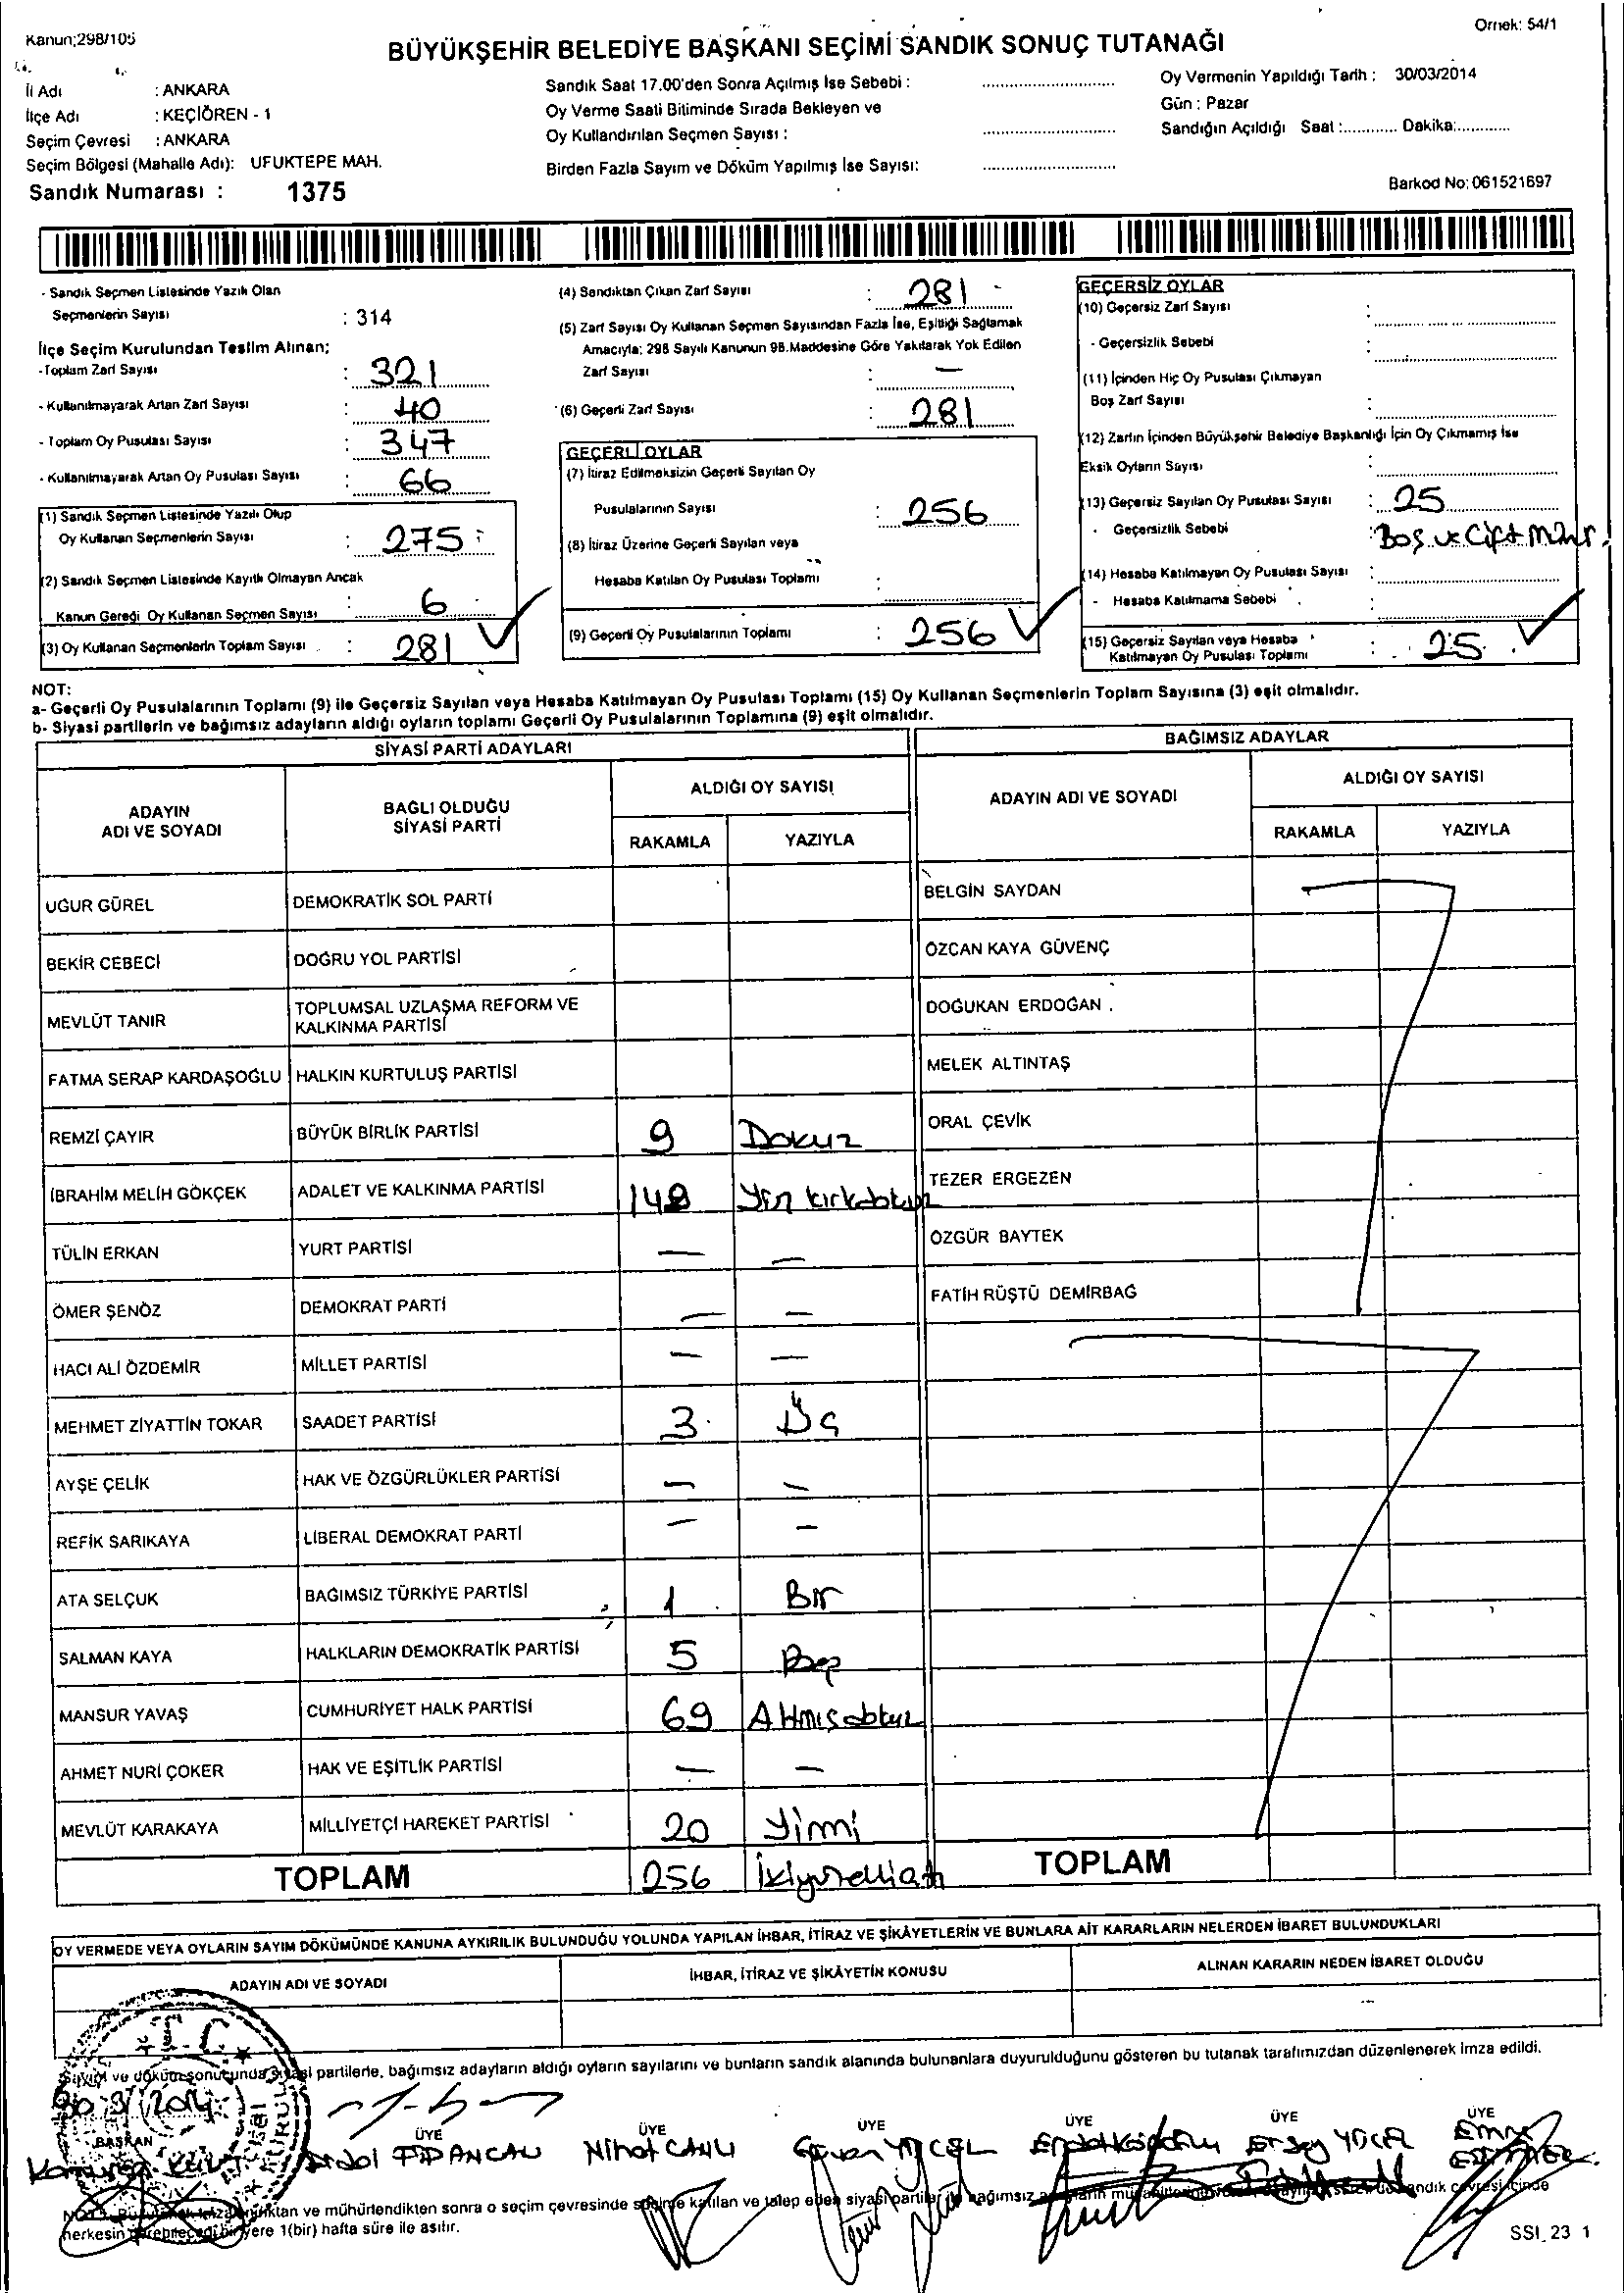 Kanun;298/105
Örnek: 54/1
BÜYÜKŞEHİR BELEDİYE BAŞKANI SEÇİMİ SANDIK SONUÇ TUTANAĞI
İl Adı : ANKARA
İlçe Adı : KEÇİÖREN - 1
Seçim Çevresi : ANKARA
Seçim Bölgesi (Mahalle Adı): UFUKTEPE MAH.
Sandık Numarası : 1375
Sandık Saat 17.00'den Sonra Açılmış İse Sebebi :
Oy Verme Saati Bitiminde Sırada Bekleyen ve
Oy Kullandırılan Seçmen Sayısı :
Birden Fazla Sayım ve Döküm Yapılmış İse Sayısı:
Oy Vermenin Yapıldığı Tarih : 30/03/2014
Gün : Pazar
Sandığın Açıldığı Saat :............ Dakika:............
Barkod No: 061521697
- Sandık Seçmen Listesinde Yazılı Olan
Seçmenlerin Sayısı : 314
İlçe Seçim Kurulundan Teslim Alınan;
-Toplam Zarf Sayısı : 321
- Kullanılmayarak Artan Zarf Sayısı : 40
- Toplam Oy Pusulası Sayısı : 347
- Kullanılmayarak Artan Oy Pusulası Sayısı : 66
(1) Sandık Seçmen Listesinde Yazılı Olup
Oy Kullanan Seçmenlerin Sayısı : 275
(2) Sandık Seçmen Listesinde Kayıtlı Olmayan Ancak
Kanun Gereği Oy Kullanan Seçmen Sayısı : 6
(3) Oy Kullanan Seçmenlerin Toplam Sayısı : 281
(4) Sandıktan Çıkan Zarf Sayısı : 281
(5) Zarf Sayısı Oy Kullanan Seçmen Sayısından Fazla İse, Eşitliği Sağlamak
Amacıyla; 298 Sayılı Kanunun 98.Maddesine Göre Yakılarak Yok Edilen
Zarf Sayısı : —
(6) Geçerli Zarf Sayısı : 281
GEÇERLİ OYLAR
(7) İtiraz Edilmeksizin Geçerli Sayılan Oy
Pusulalarının Sayısı : 256
(8) İtiraz Üzerine Geçerli Sayılan veya
Hesaba Katılan Oy Pusulası Toplamı :
(9) Geçerli Oy Pusulalarının Toplamı : 256
GEÇERSİZ OYLAR
(10) Geçersiz Zarf Sayısı :
- Geçersizlik Sebebi :
(11) İçinden Hiç Oy Pusulası Çıkmayan
Boş Zarf Sayısı :
(12) Zarfın İçinden Büyükşehir Belediye Başkanlığı İçin Oy Çıkmamış İse
Eksik Oyların Sayısı :
(13) Geçersiz Sayılan Oy Pusulası Sayısı : 25
- Geçersizlik Sebebi : Boş ve Çift Mühür
(14) Hesaba Katılmayan Oy Pusulası Sayısı :
- Hesaba Katılmama Sebebi :
(15) Geçersiz Sayılan veya Hesaba
Katılmayan Oy Pusulası Toplamı : 25
NOT:
a- Geçerli Oy Pusulalarının Toplamı (9) ile Geçersiz Sayılan veya Hesaba Katılmayan Oy Pusulası Toplamı (15) Oy Kullanan Seçmenlerin Toplam Sayısına (3) eşit olmalıdır.
b- Siyasi partilerin ve bağımsız adayların aldığı oyların toplamı Geçerli Oy Pusulalarının Toplamına (9) eşit olmalıdır.
SİYASİ PARTİ ADAYLARI
BAĞIMSIZ ADAYLAR
ADAYIN ADI VE SOYADI
BAĞLI OLDUĞU SİYASİ PARTİ
ALDIĞI OY SAYISI
RAKAMLA
YAZIYLA
ADAYIN ADI VE SOYADI
ALDIĞI OY SAYISI
RAKAMLA
YAZIYLA
UĞUR GÜREL DEMOKRATİK SOL PARTİ BELGİN SAYDAN
BEKİR CEBECİ DOĞRU YOL PARTİSİ ÖZCAN KAYA GÜVENÇ
MEVLÜT TANIR TOPLUMSAL UZLAŞMA REFORM VE KALKINMA PARTİSİ DOĞUKAN ERDOĞAN
FATMA SERAP KARDAŞOĞLU HALKIN KURTULUŞ PARTİSİ MELEK ALTINTAŞ
REMZİ ÇAYIR BÜYÜK BİRLİK PARTİSİ 9 Dokuz ORAL ÇEVİK
İBRAHİM MELİH GÖKÇEK ADALET VE KALKINMA PARTİSİ 148 TEZER ERGEZEN
TÜLİN ERKAN YURT PARTİSİ — — ÖZGÜR BAYTEK
ÖMER ŞENÖZ DEMOKRAT PARTİ — — FATİH RÜŞTÜ DEMİRBAĞ
HACI ALİ ÖZDEMİR MİLLET PARTİSİ — —
MEHMET ZİYATTİN TOKAR SAADET PARTİSİ 3 Üç
AYŞE ÇELİK HAK VE ÖZGÜRLÜKLER PARTİSİ — —
REFİK SARIKAYA LİBERAL DEMOKRAT PARTİ — —
ATA SELÇUK BAĞIMSIZ TÜRKİYE PARTİSİ 1 Bir
SALMAN KAYA HALKLARIN DEMOKRATİK PARTİSİ 5 Beş
MANSUR YAVAŞ CUMHURİYET HALK PARTİSİ 69 Altmışdokuz
AHMET NURİ ÇOKER HAK VE EŞİTLİK PARTİSİ — —
MEVLÜT KARAKAYA MİLLİYETÇİ HAREKET PARTİSİ 20 Yirmi
TOPLAM 256 İkiyüzellialtı TOPLAM
OY VERMEDE VEYA OYLARIN SAYIM DÖKÜMÜNDE KANUNA AYKIRILIK BULUNDUĞU YOLUNDA YAPILAN İHBAR, İTİRAZ VE ŞİKÂYETLERİN VE BUNLARA AİT KARARLARIN NELERDEN İBARET BULUNDUKLARI
ADAYIN ADI VE SOYADI
İHBAR, İTİRAZ VE ŞİKÂYETİN KONUSU
ALINAN KARARIN NEDEN İBARET OLDUĞU
T.C.
Sayım ve döküm sonucunda siyasi partilerle, bağımsız adayların aldığı oyların sayılarını ve bunların sandık alanında bulunanlara duyurulduğunu gösteren bu tutanak tarafımızdan düzenlenerek imza edildi.
30/3/2014
BAŞKAN ÜYE ÜYE ÜYE ÜYE ÜYE ÜYE
Erdol FİDANCAN Nihat CANLI Güven YÜCEL Ersoy YÜCEL Emre
imzalandıktan ve mühürlendikten sonra o seçim çevresinde seçime katılan ve talep eden siyasi partiler bağımsız sandık çevresi içinde
herkesin görebileceği bir yere 1(bir) hafta süre ile asılır.
SSI_23 1